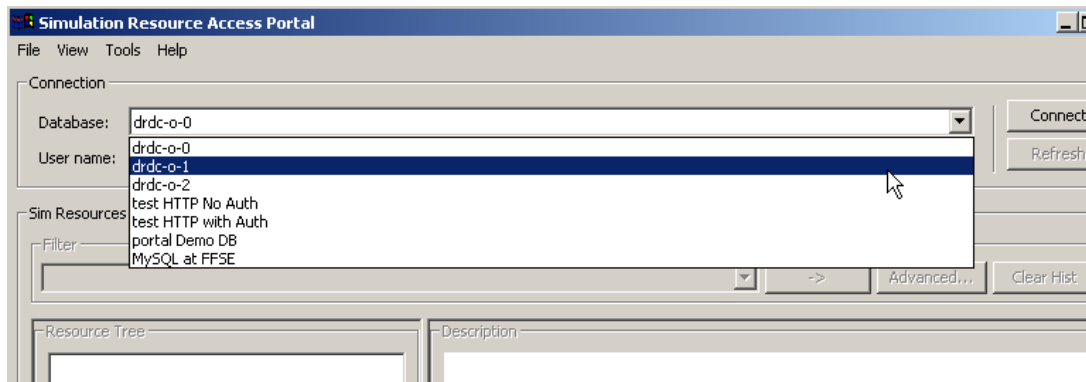 Simulation Resource Access Portal
File View Tools Help
Connection
Database: drdc-o-0 Connect
drdc-o-0
User name: drdc-o-1 Refresh
drdc-o-2
test HTTP No Auth
Sim Resources
test HTTP with Auth
Filter portal Demo DB
MySQL at FFSE
-> Advanced... Clear Hist
Resource Tree Description